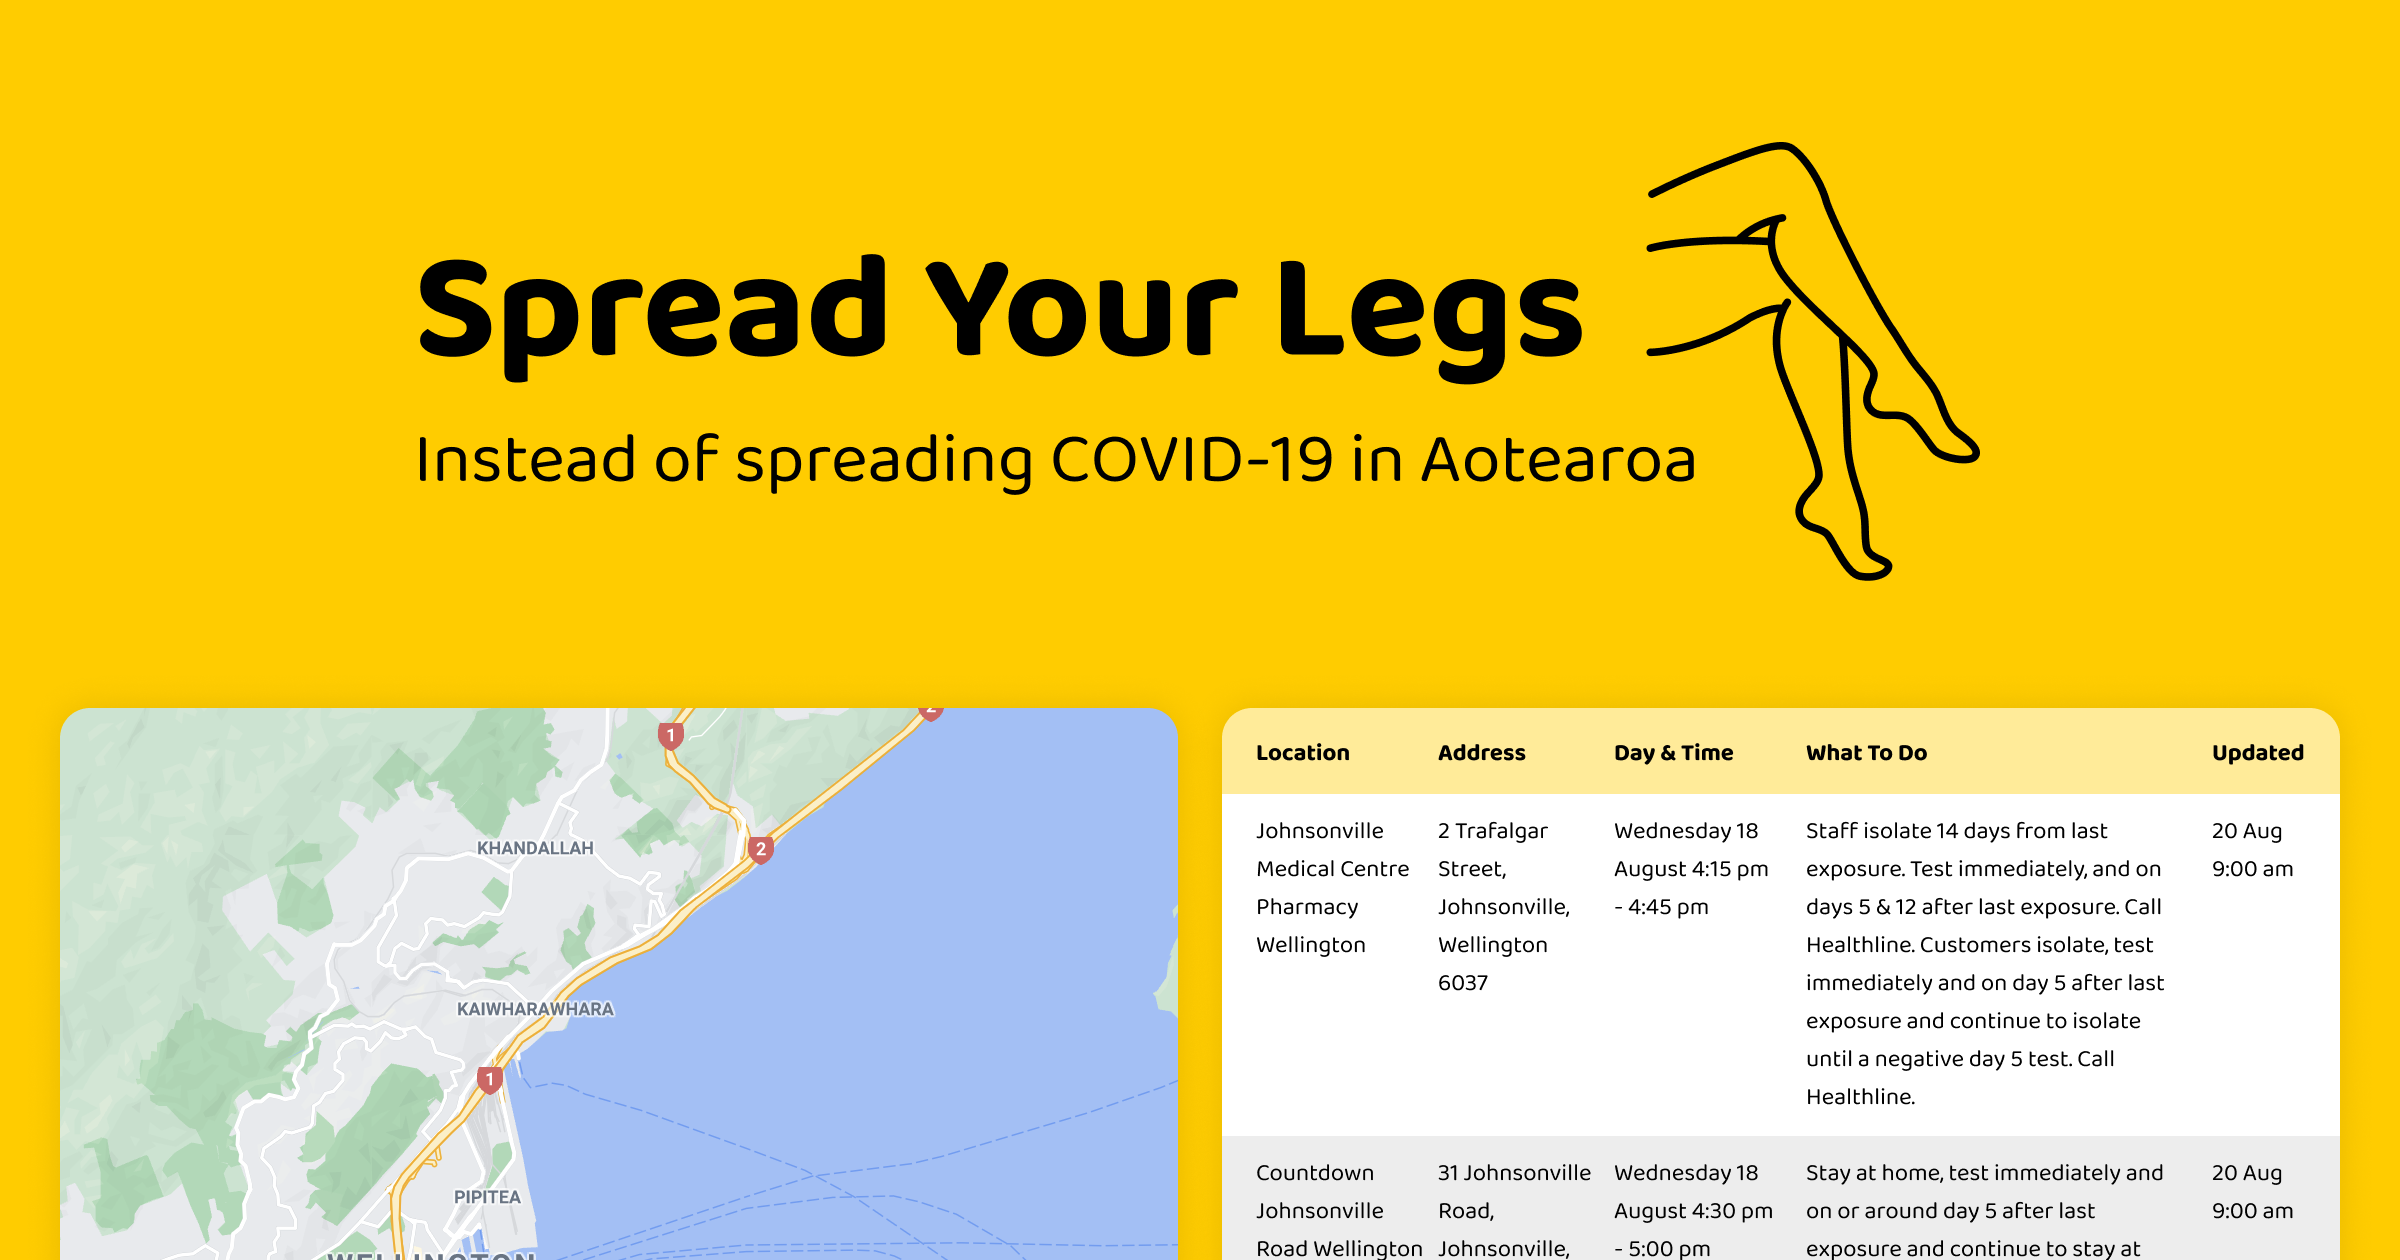 Spread Your Legs
Instead of spreading COVID-19 in Aotearoa
2
1
2
KHANDALLAH
KAIWHARAWHARA
1
PIPITEA
WELLINGTON
Location Address Day & Time What To Do Updated
Johnsonville 2 Trafalgar Wednesday 18 Staff isolate 14 days from last 20 Aug
Medical Centre Street, August 4:15 pm exposure. Test immediately, and on 9:00 am
Pharmacy Johnsonville, - 4:45 pm days 5 & 12 after last exposure. Call
Wellington Wellington Healthline. Customers isolate, test
6037 immediately and on day 5 after last
exposure and continue to isolate
until a negative day 5 test. Call
Healthline.
Countdown 31 Johnsonville Wednesday 18 Stay at home, test immediately and 20 Aug
Johnsonville Road, August 4:30 pm on or around day 5 after last 9:00 am
Road Wellington Johnsonville, - 5:00 pm exposure and continue to stay at